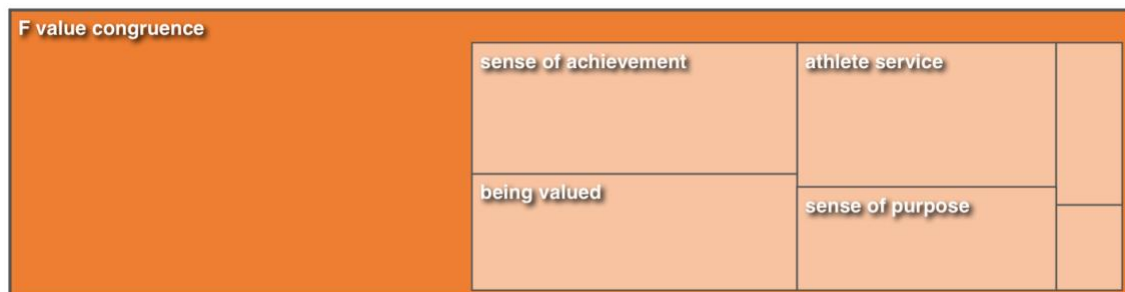 F value congruence
sense of achievement
athlete service
being valued
sense of purpose